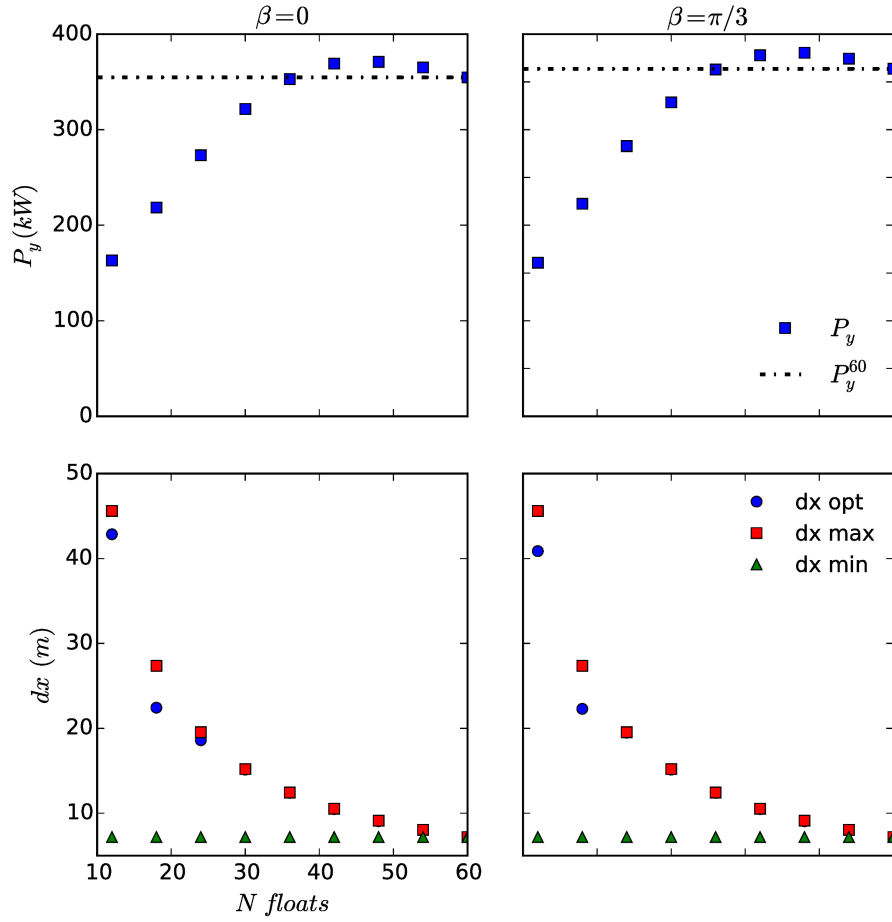 β=0
β=π/3
400
300
200
100
0
P_y (kW)
P_y
P_y^60
50
40
30
20
10
dx (m)
dx opt
dx max
dx min
10 20 30 40 50 60
N floats